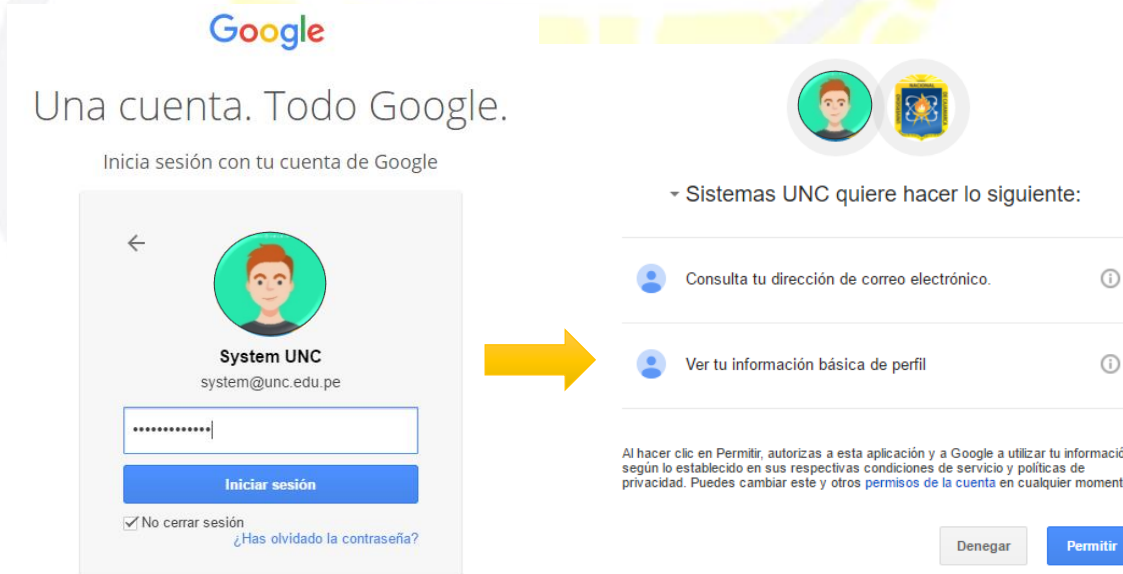 Google
Una cuenta. Todo Google.
Inicia sesión con tu cuenta de Google
System UNC
system@unc.edu.pe
•••••••••••••
Iniciar sesión
No cerrar sesión
¿Has olvidado la contraseña?
NACIONAL
Sistemas UNC quiere hacer lo siguiente:
Consulta tu dirección de correo electrónico.
Ver tu información básica de perfil
Al hacer clic en Permitir, autorizas a esta aplicación y a Google a utilizar tu informació
según lo establecido en sus respectivas condiciones de servicio y políticas de
privacidad. Puedes cambiar este y otros permisos de la cuenta en cualquier moment
Denegar
Permitir